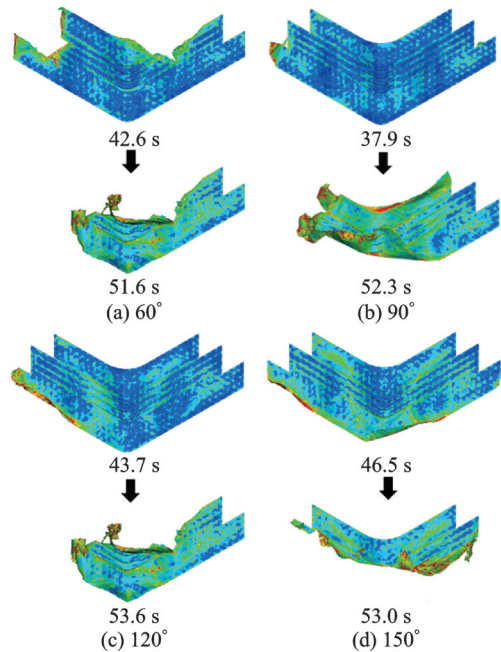 42.6 s
37.9 s
51.6 s
52.3 s
(a) 60°
(b) 90°
43.7 s
46.5 s
53.6 s
53.0 s
(c) 120°
(d) 150°